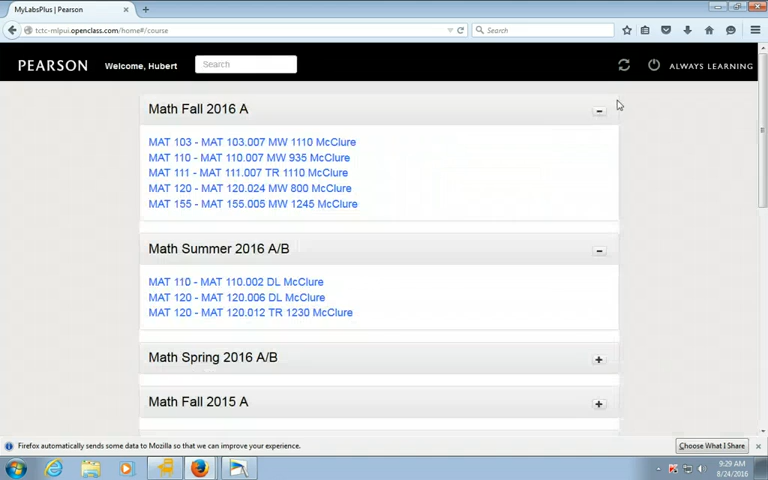 MyLabsPlus | Pearson
tctc-mlpui.openclass.com/home#/course
Search
PEARSON
Welcome, Hubert
Search
ALWAYS LEARNING
Math Fall 2016 A
MAT 103 - MAT 103.007 MW 1110 McClure
MAT 110 - MAT 110.007 MW 935 McClure
MAT 111 - MAT 111.007 TR 1110 McClure
MAT 120 - MAT 120.024 MW 800 McClure
MAT 155 - MAT 155.005 MW 1245 McClure
Math Summer 2016 A/B
MAT 110 - MAT 110.002 DL McClure
MAT 120 - MAT 120.006 DL McClure
MAT 120 - MAT 120.012 TR 1230 McClure
Math Spring 2016 A/B
Math Fall 2015 A
Firefox automatically sends some data to Mozilla so that we can improve your experience.
Choose What I Share
9:29 AM
8/24/2016